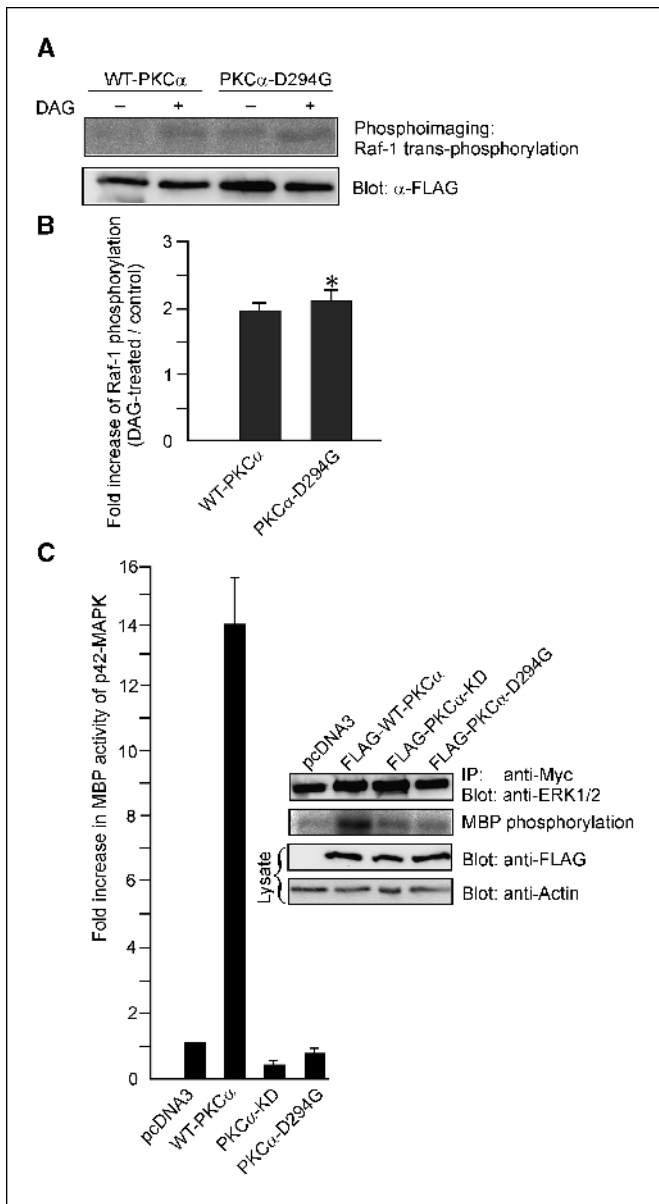 A
WT-PKCα PKCα-D294G
DAG – + – +
Phosphoimaging:
Raf-1 trans-phosphorylation
Blot: α-FLAG
B
Fold increase of Raf-1 phosphorylation
(DAG-treated / control)
3
2
1
0
*
WT-PKCα
PKCα-D294G
C
Fold increase in MBP activity of p42-MAPK
16
14
12
10
8
6
4
2
0
pcDNA3
WT-PKCα
PKCα-KD
PKCα-D294G
pcDNA3
FLAG-WT-PKCα
FLAG-PKCα-KD
FLAG-PKCα-D294G
IP: anti-Myc
Blot: anti-ERK1/2
MBP phosphorylation
Lysate
Blot: anti-FLAG
Blot: anti-Actin